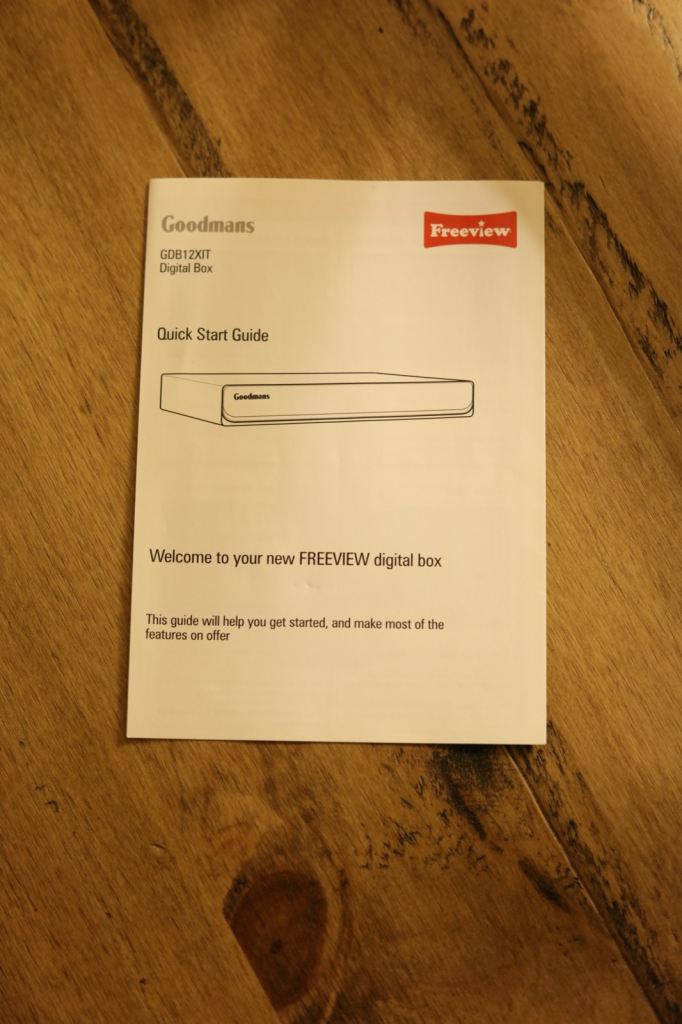 Goodmans
Freeview
GDB12XIT
Digital Box
Quick Start Guide
Goodmans
Welcome to your new FREEVIEW digital box
This guide will help you get started, and make most of the
features on offer